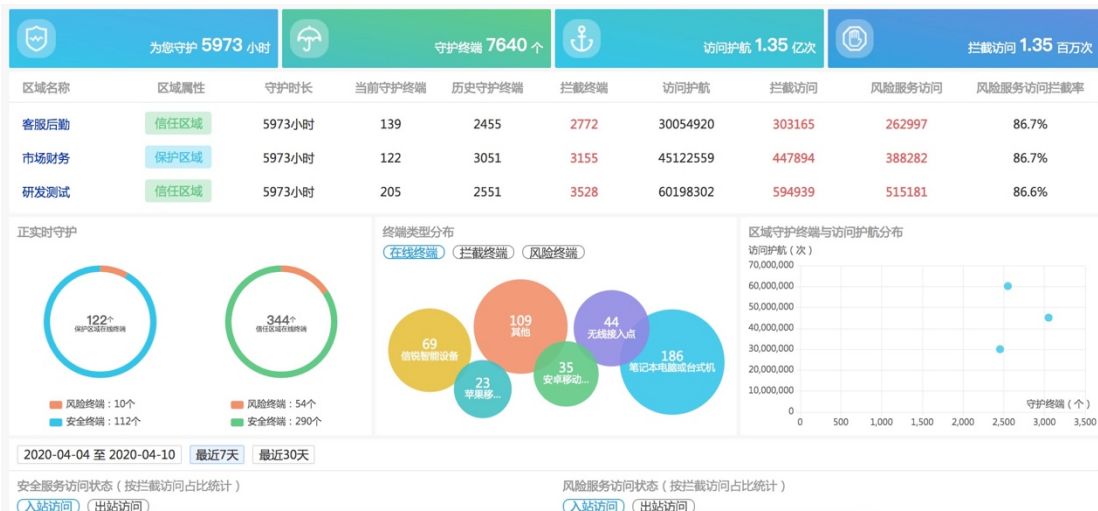 为您守护 5973 小时
守护终端 7640 个
访问护航 1.35 亿次
拦截访问 1.35 百万次
区域名称 区域属性 守护时长 当前守护终端 历史守护终端 拦截终端 访问护航 拦截访问 风险服务访问 风险服务访问拦截率
客服后勤 信任区域 5973小时 139 2455 2772 30054920 303165 262997 86.7%
市场财务 保护区域 5973小时 122 3051 3155 45122559 447894 388282 86.7%
研发测试 信任区域 5973小时 205 2551 3528 60198302 594939 515181 86.6%
正实时守护
122个
保护区域在线终端
344个
信任区域在线终端
风险终端：10个
安全终端：112个
风险终端：54个
安全终端：290个
终端类型分布
在线终端 拦截终端 风险终端
69
信锐智能设备
109
其他
44
无线接入点
186
笔记本电脑或台式机
23
苹果移...
35
安卓移动...
区域守护终端与访问护航分布
访问护航（次）
70,000,000
60,000,000
50,000,000
40,000,000
30,000,000
20,000,000
10,000,000
0
守护终端（个）
0 500 1,000 1,500 2,000 2,500 3,000 3,500
2020-04-04 至 2020-04-10 最近7天 最近30天
安全服务访问状态（按拦截访问占比统计）
入站访问 出站访问
风险服务访问状态（按拦截访问占比统计）
入站访问 出站访问